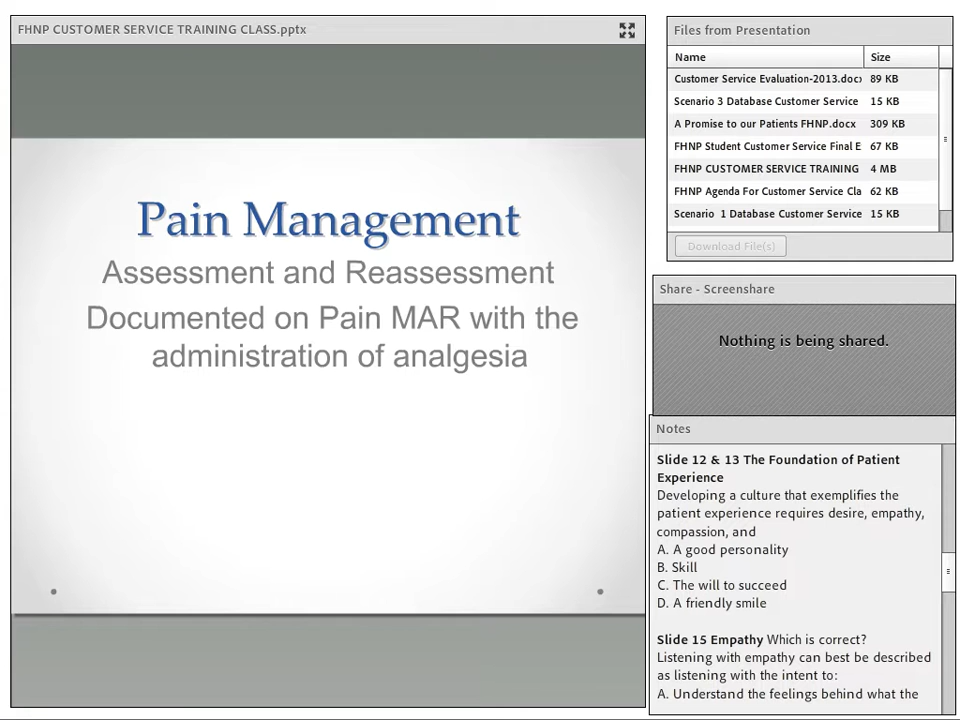 FHNP CUSTOMER SERVICE TRAINING CLASS.pptx
Pain Management
Assessment and Reassessment
Documented on Pain MAR with the
administration of analgesia
Files from Presentation
Name Size
Customer Service Evaluation-2013.docx 89 KB
Scenario 3 Database Customer Service 15 KB
A Promise to our Patients FHNP.docx 309 KB
FHNP Student Customer Service Final E 67 KB
FHNP CUSTOMER SERVICE TRAINING 4 MB
FHNP Agenda For Customer Service Cla 62 KB
Scenario 1 Database Customer Service 15 KB
Download File(s)
Share - Screenshare
Nothing is being shared.
Notes
Slide 12 & 13 The Foundation of Patient
Experience
Developing a culture that exemplifies the
patient experience requires desire, empathy,
compassion, and
A. A good personality
B. Skill
C. The will to succeed
D. A friendly smile
Slide 15 Empathy Which is correct?
Listening with empathy can best be described
as listening with the intent to:
A. Understand the feelings behind what the